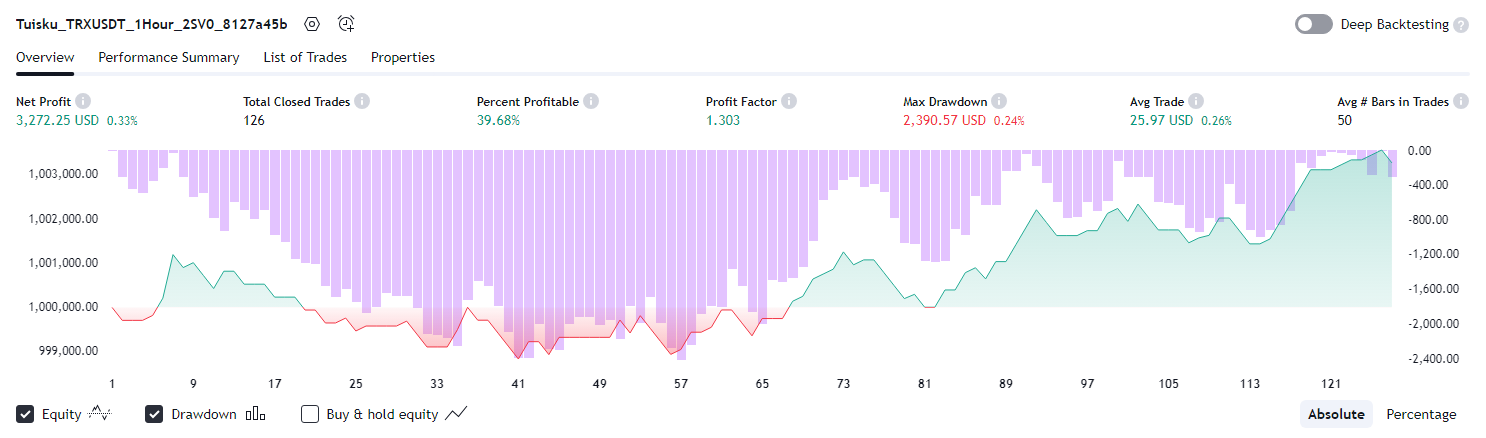 Tuisku_TRXUSDT_1Hour_2SV0_8127a45b
Deep Backtesting ?
Overview Performance Summary List of Trades Properties
Net Profit i Total Closed Trades i Percent Profitable i Profit Factor i Max Drawdown i Avg Trade i Avg # Bars in Trades i
3,272.25 USD 0.33% 126 39.68% 1.303 2,390.57 USD 0.24% 25.97 USD 0.26% 50
1,003,000.00
1,002,000.00
1,001,000.00
1,000,000.00
999,000.00
0.00
-400.00
-800.00
-1,200.00
-1,600.00
-2,000.00
-2,400.00
1 9 17 25 33 41 49 57 65 73 81 89 97 105 113 121
Equity Drawdown Buy & hold equity Absolute Percentage